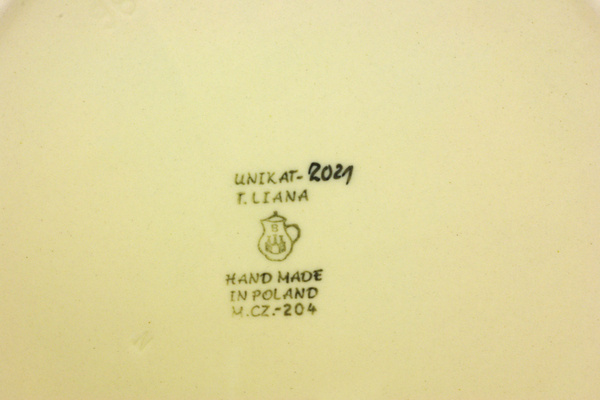 UNIKAT-2021
T. LIANA
HAND MADE
IN POLAND
M.CZ.-204